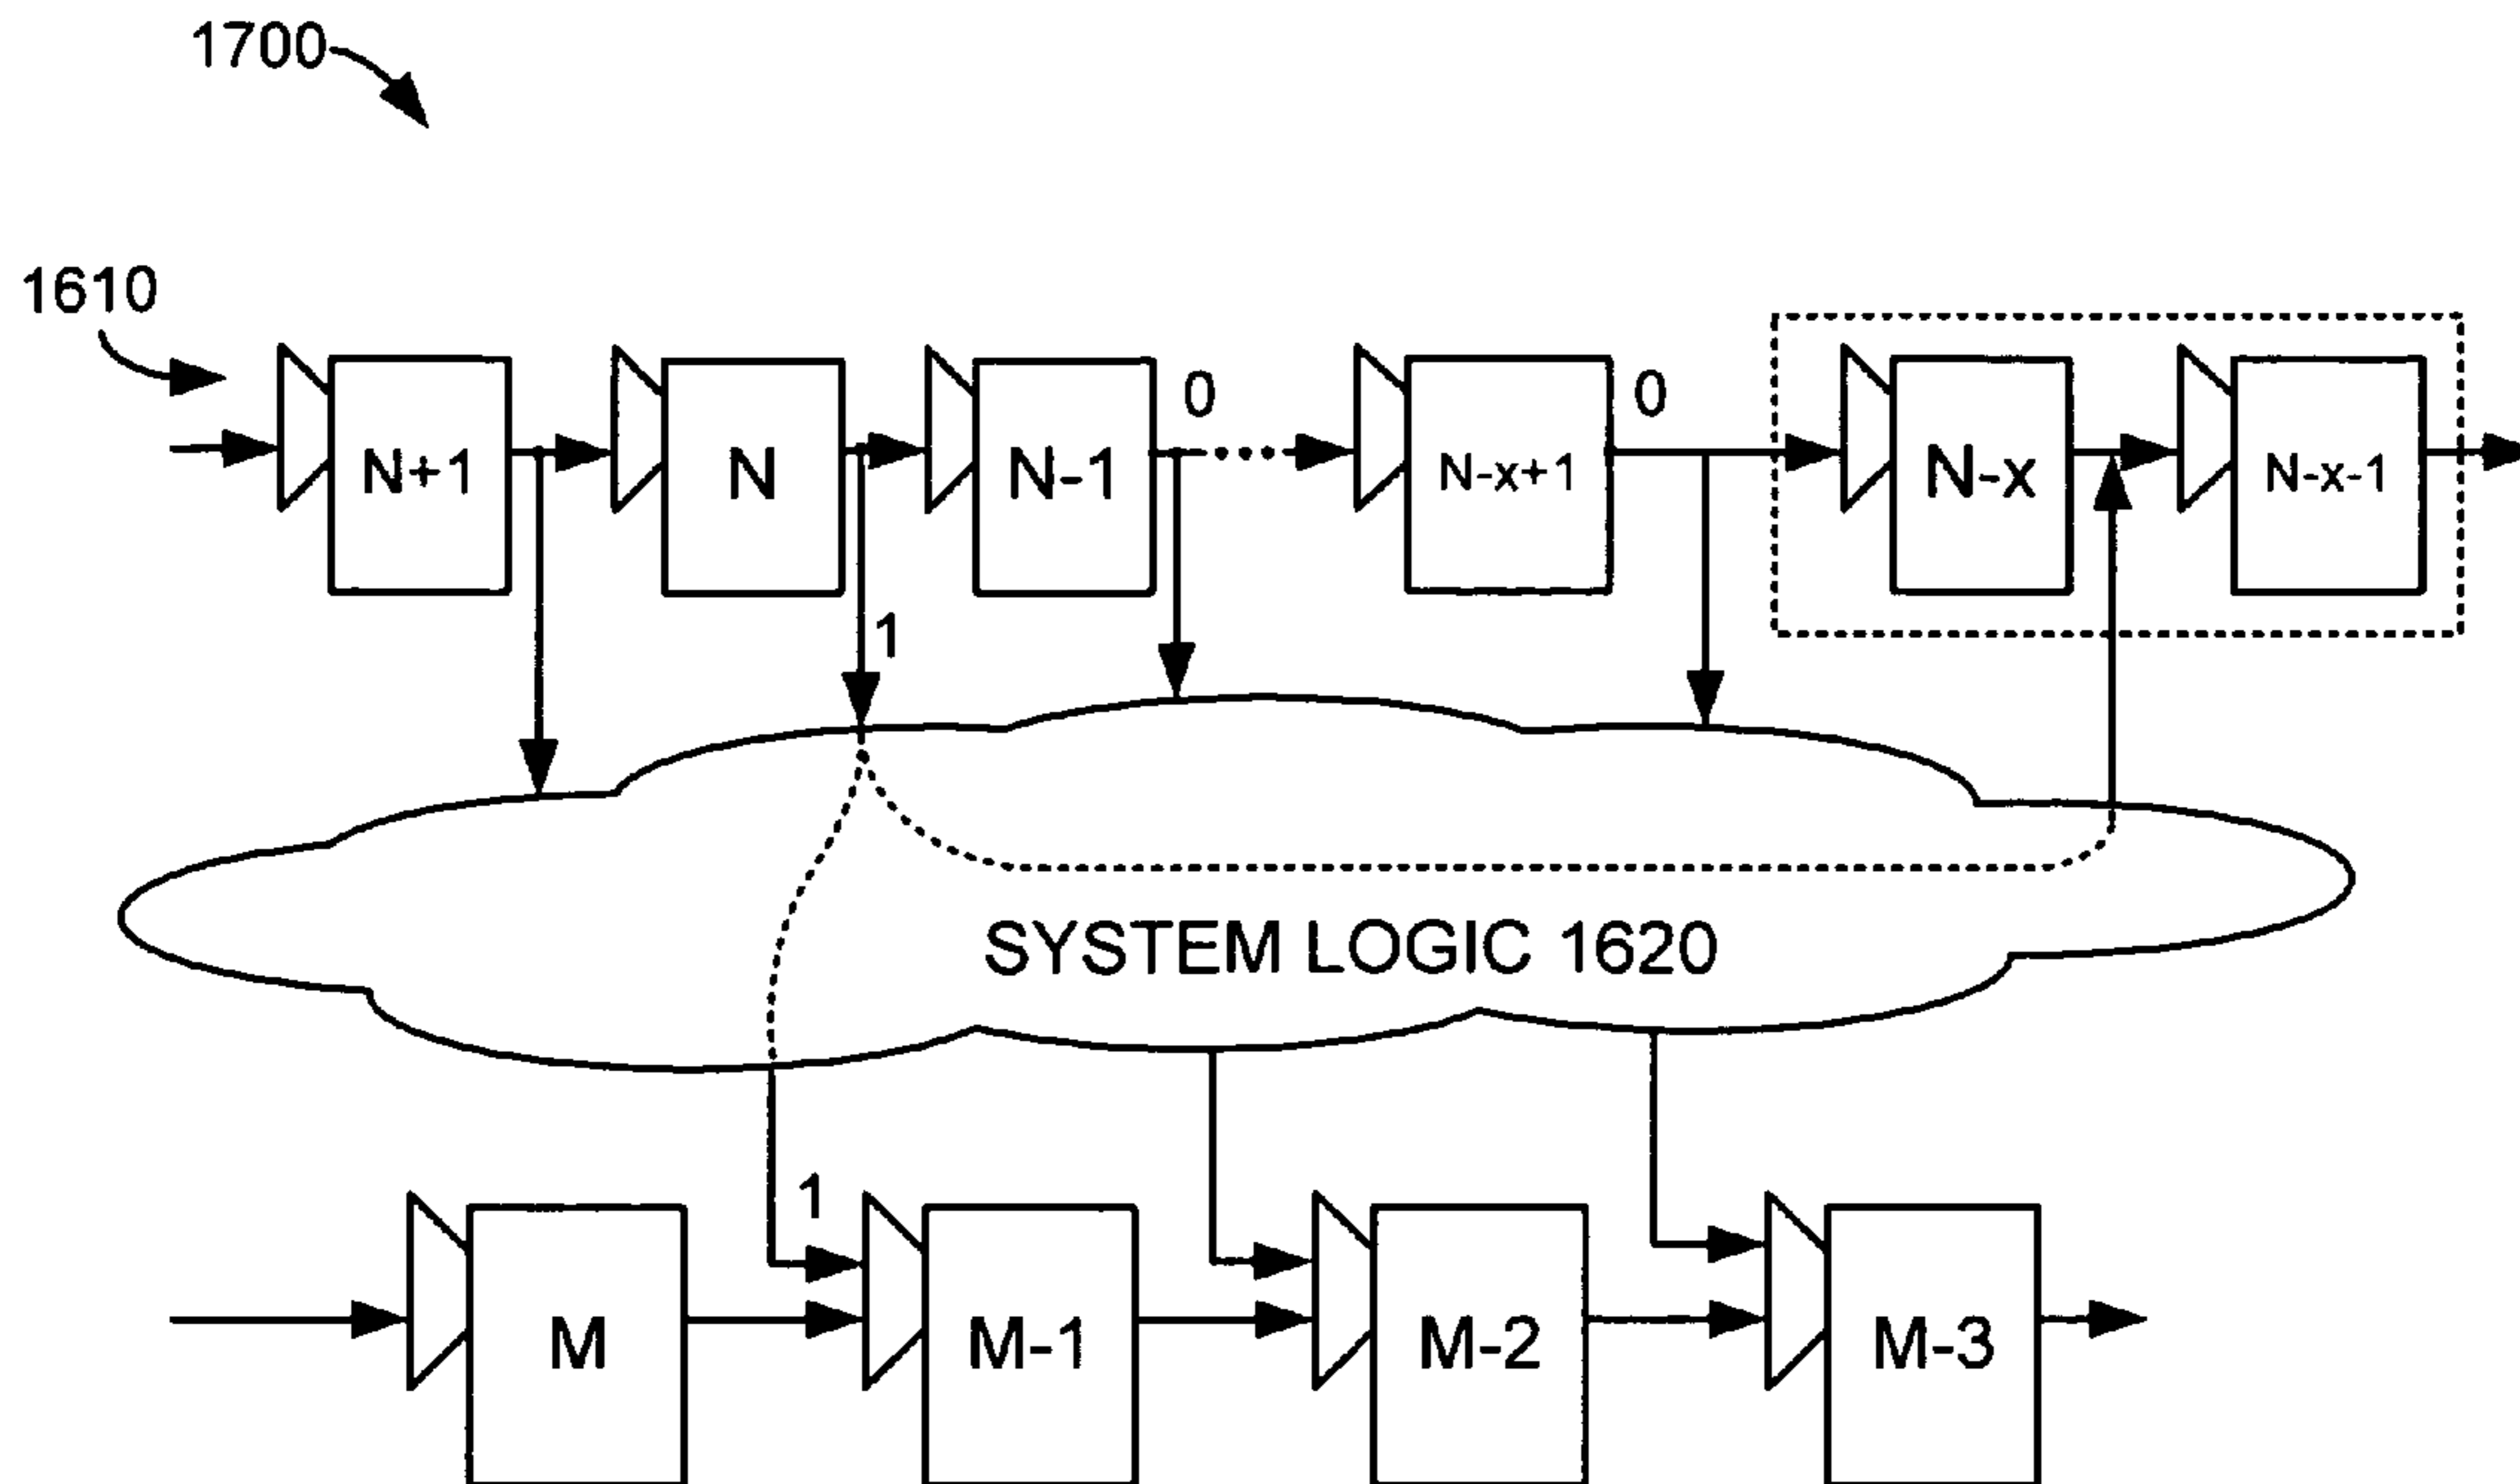 1700
1610
0 0
N+1 N N-1 N-x+1 N-x N-x-1
1
SYSTEM LOGIC 1620
1
M M-1 M-2 M-3